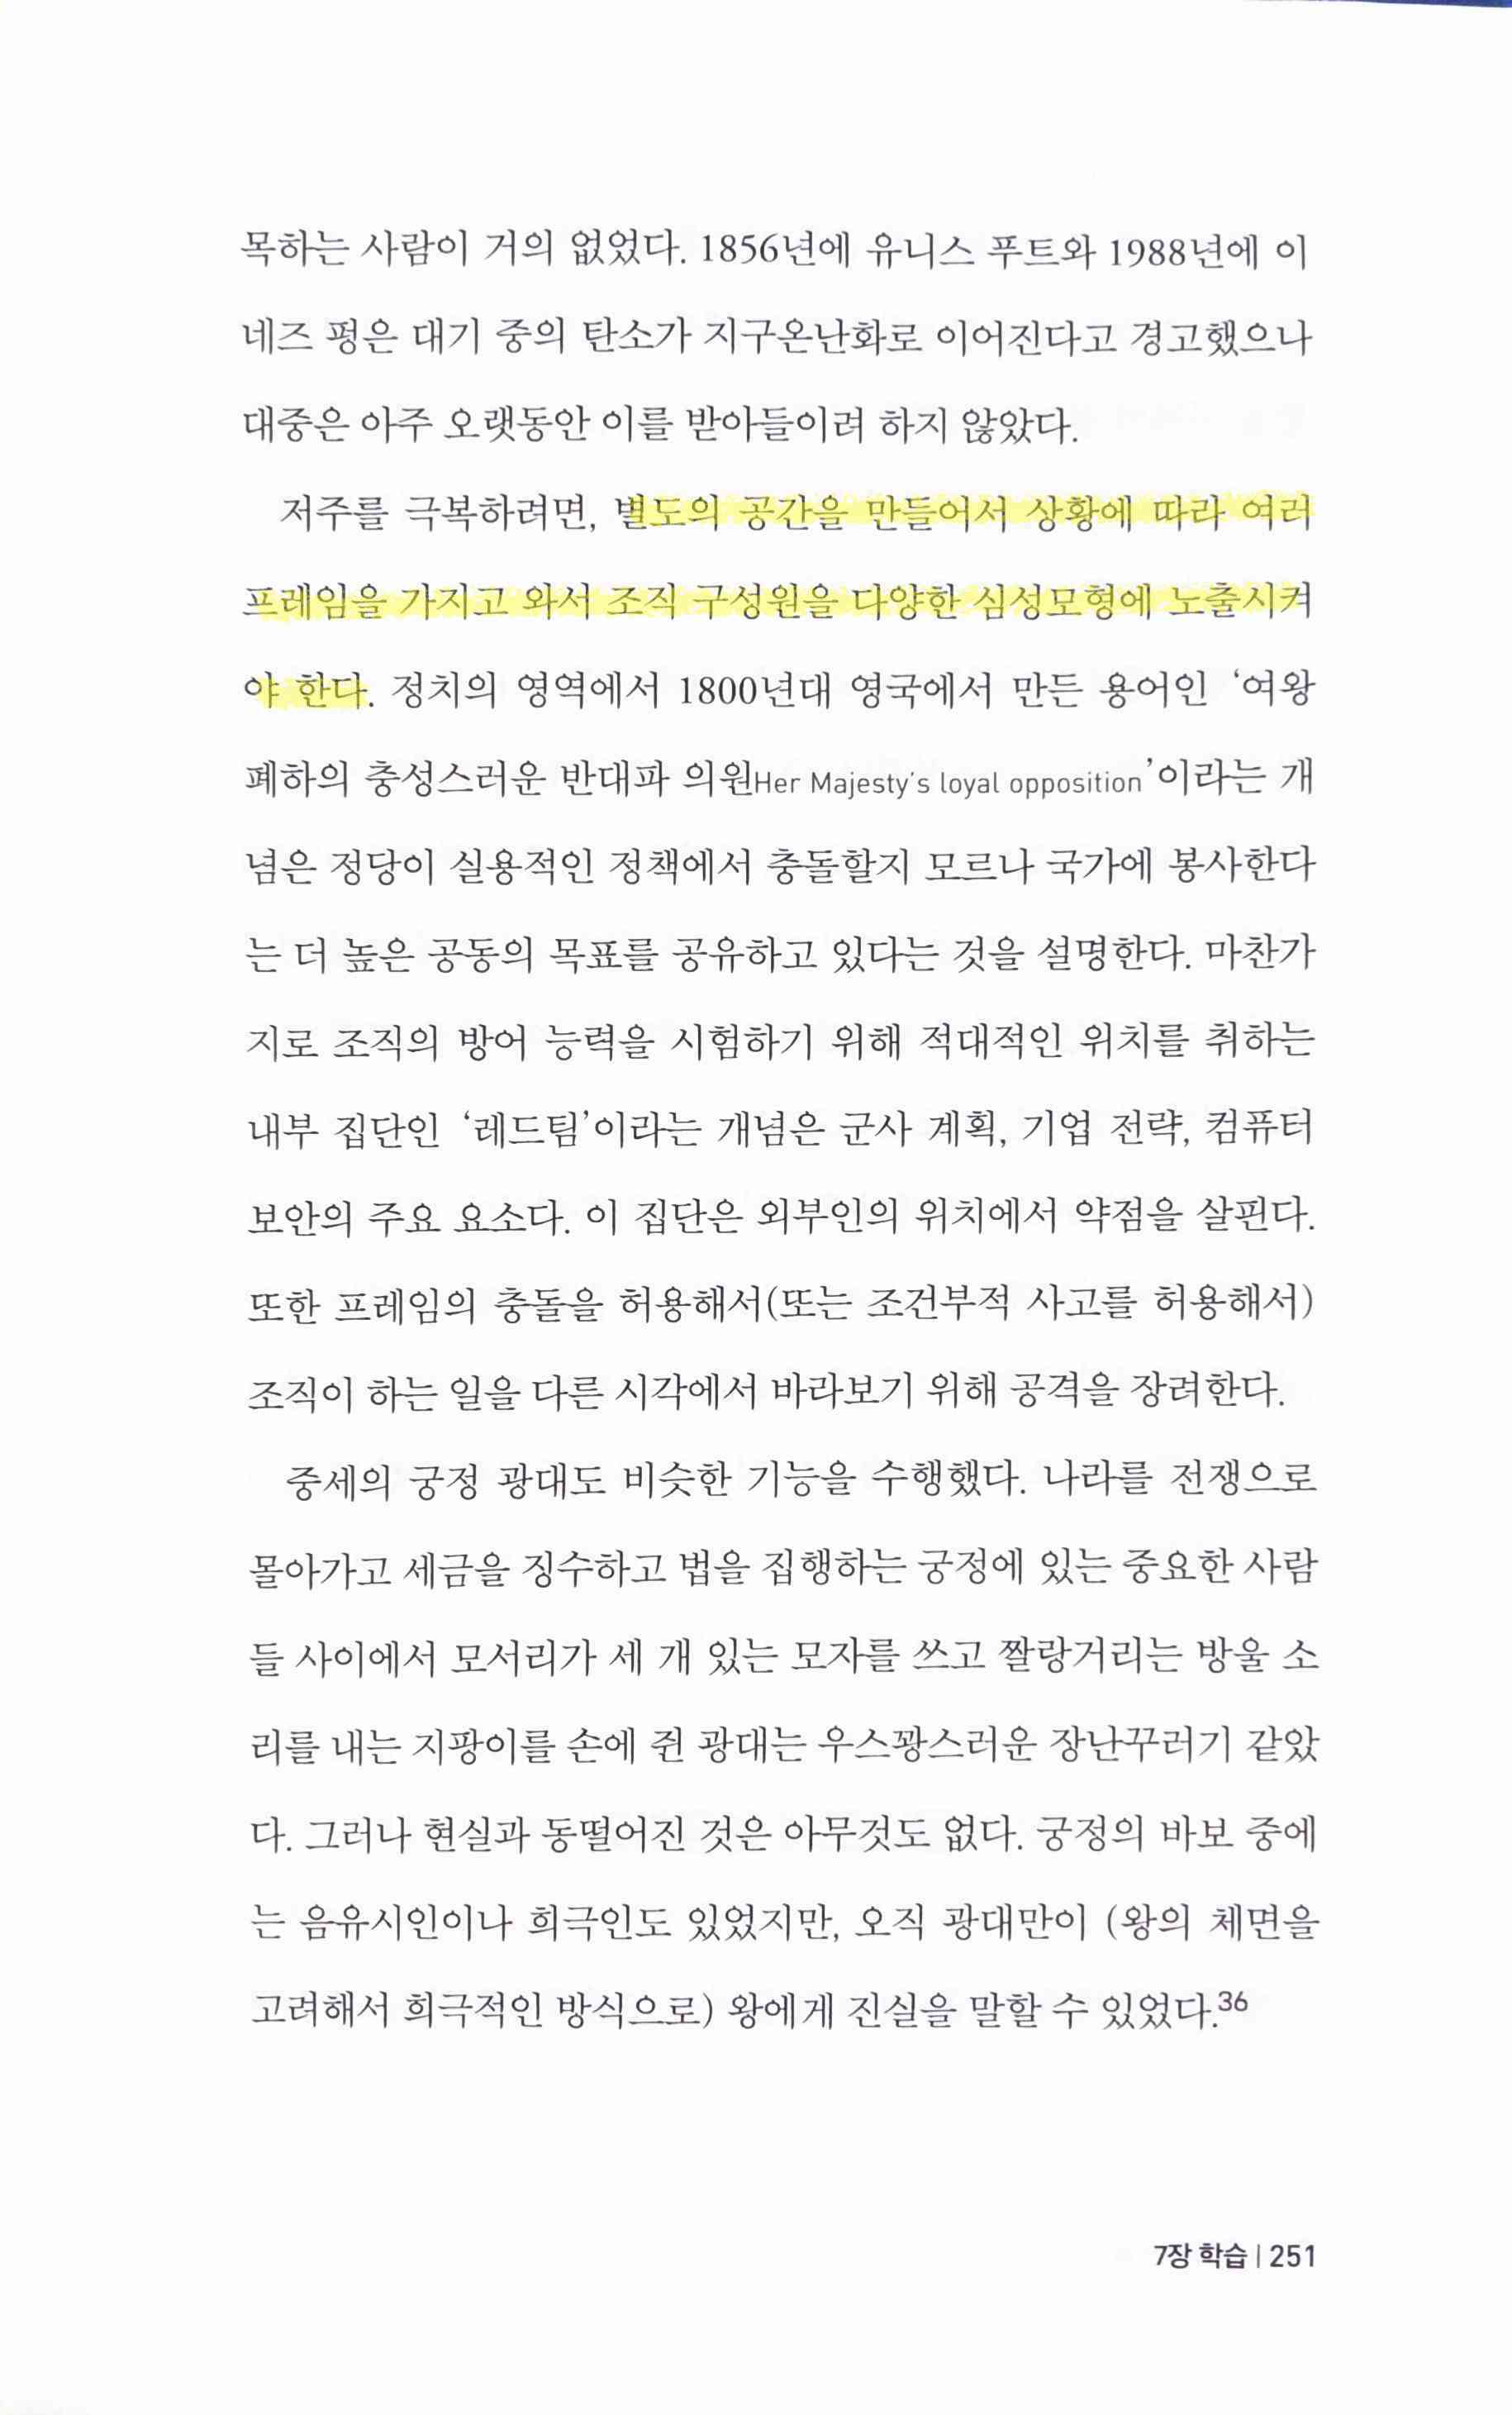 목하는 사람이 거의 없었다. 1856년에 유니스 푸트와 1988년에 이
네즈 평은 대기 중의 탄소가 지구온난화로 이어진다고 경고했으나
대중은 아주 오랫동안 이를 받아들이려 하지 않았다.
저주를 극복하려면, 별도의 공간을 만들어서 상황에 따라 여러
프레임을 가지고 와서 조직 구성원을 다양한 심성모형에 노출시켜
야 한다. 정치의 영역에서 1800년대 영국에서 만든 용어인 ‘여왕
폐하의 충성스러운 반대파 의원Her Majesty's loyal opposition’이라는 개
념은 정당이 실용적인 정책에서 충돌할지 모르나 국가에 봉사한다
는 더 높은 공동의 목표를 공유하고 있다는 것을 설명한다. 마찬가
지로 조직의 방어 능력을 시험하기 위해 적대적인 위치를 취하는
내부 집단인 ‘레드팀’이라는 개념은 군사 계획, 기업 전략, 컴퓨터
보안의 주요 요소다. 이 집단은 외부인의 위치에서 약점을 살핀다.
또한 프레임의 충돌을 허용해서(또는 조건부적 사고를 허용해서)
조직이 하는 일을 다른 시각에서 바라보기 위해 공격을 장려한다.
중세의 궁정 광대도 비슷한 기능을 수행했다. 나라를 전쟁으로
몰아가고 세금을 징수하고 법을 집행하는 궁정에 있는 중요한 사람
들 사이에서 모서리가 세 개 있는 모자를 쓰고 짤랑거리는 방울 소
리를 내는 지팡이를 손에 쥔 광대는 우스꽝스러운 장난꾸러기 같았
다. 그러나 현실과 동떨어진 것은 아무것도 없다. 궁정의 바보 중에
는 음유시인이나 희극인도 있었지만, 오직 광대만이 (왕의 체면을
고려해서 희극적인 방식으로) 왕에게 진실을 말할 수 있었다.36
7장 학습 | 251